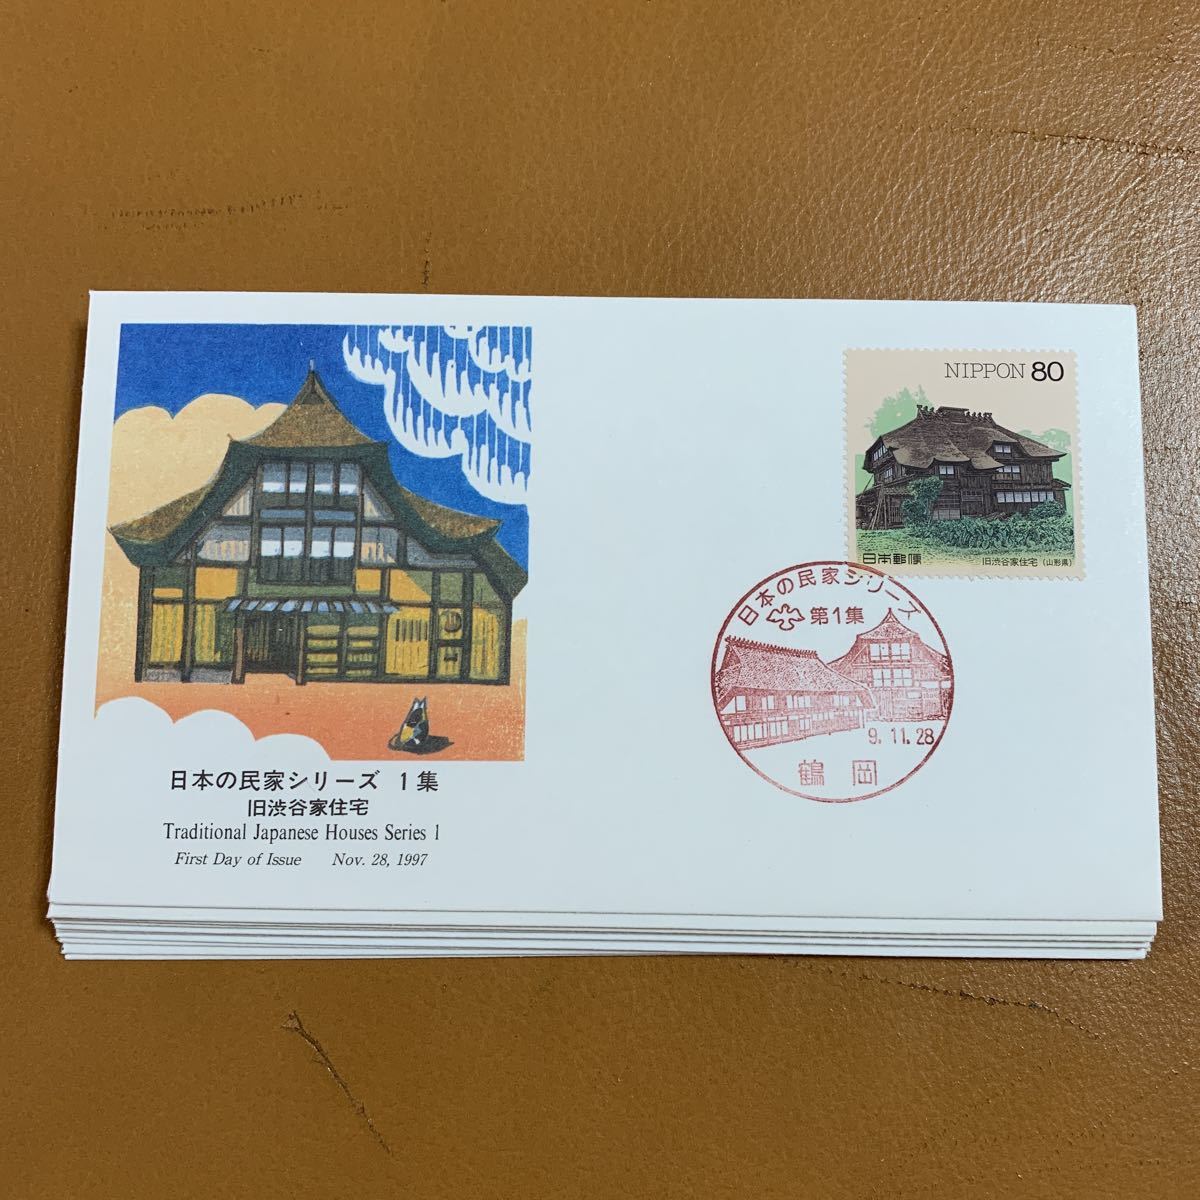 NIPPON 80
日本郵便
旧渋谷家住宅（山形県）
日本の民家シリーズ
第1集
9.11.28
鶴岡
日本の民家シリーズ 1集
旧渋谷家住宅
Traditional Japanese Houses Series 1
First Day of Issue Nov. 28, 1997